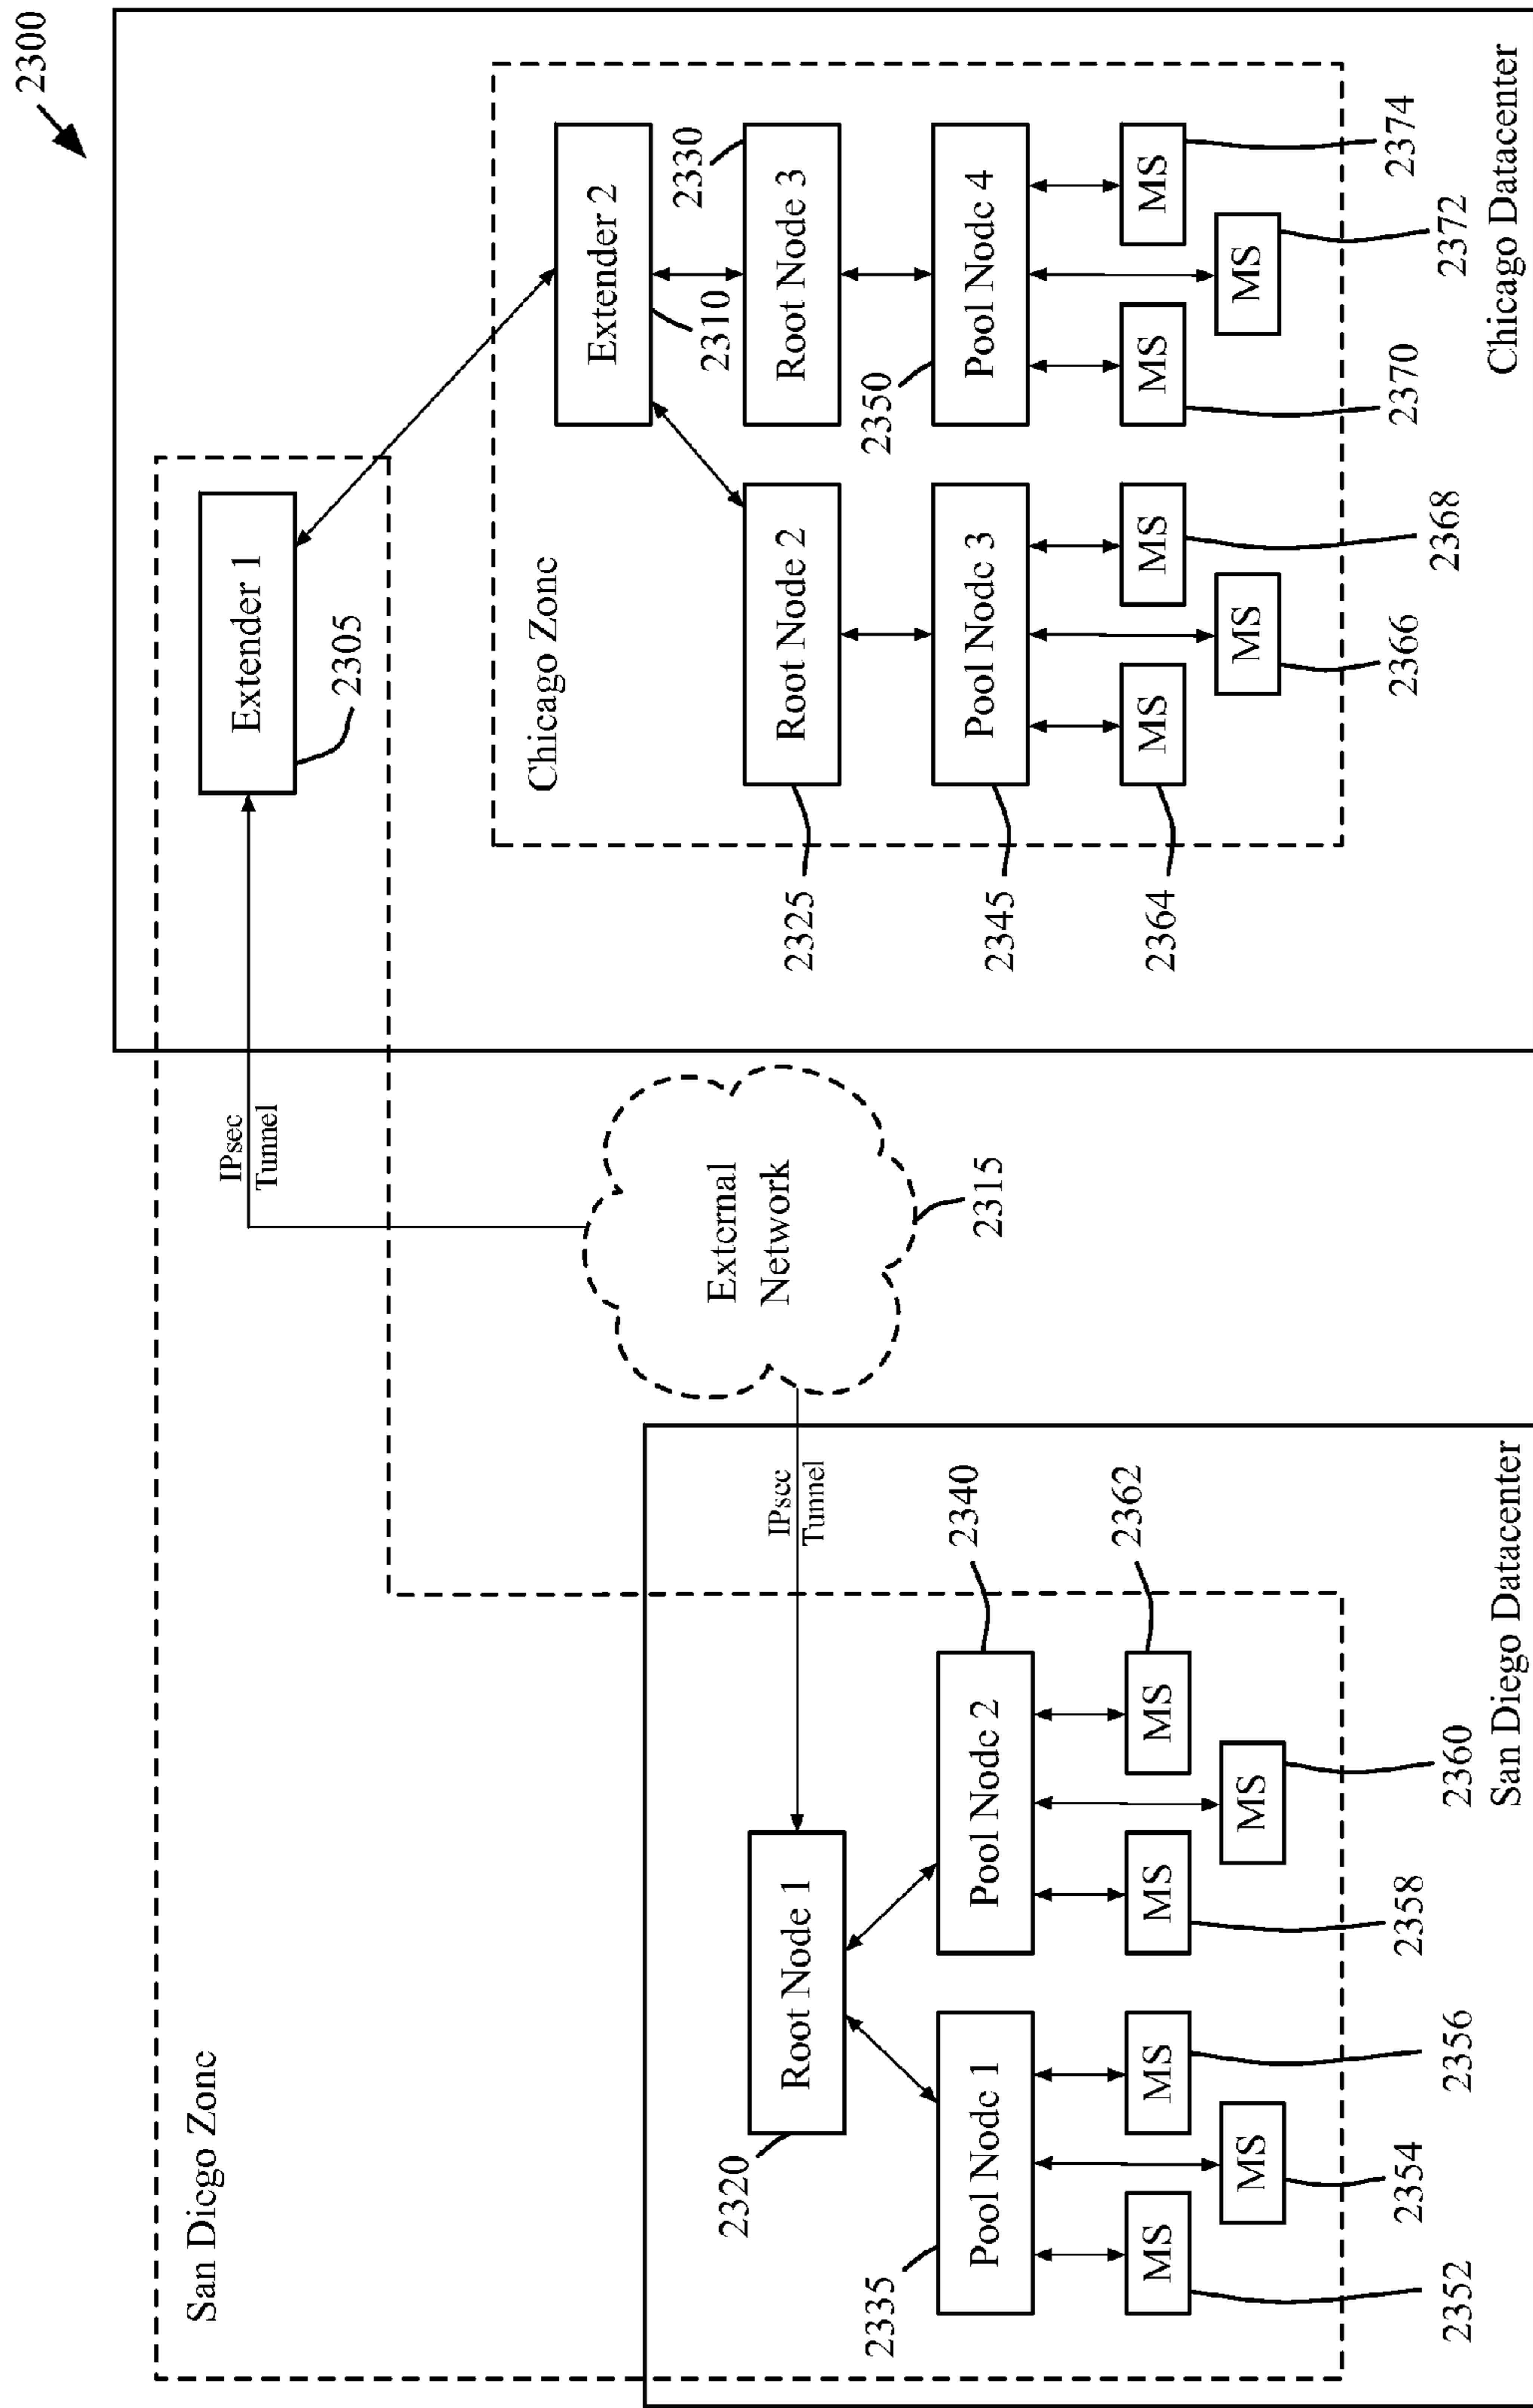 2300
San Diego Zone
Extender 1
2305
IPsec
Tunnel
Chicago Zone
Extender 2
2310
2330
External
Network
2315
IPsec
Tunnel
Root Node 1
2320
Root Node 2
2325
Root Node 3
2335
Pool Node 1
Pool Node 2
2340
Pool Node 3
2345
2350
Pool Node 4
MS
MS
MS
MS
MS
MS
MS
MS
MS
MS
MS
MS
2352
2354
2356
2358
2360
2362
2364
2366
2368
2370
2372
2374
San Diego Datacenter
Chicago Datacenter